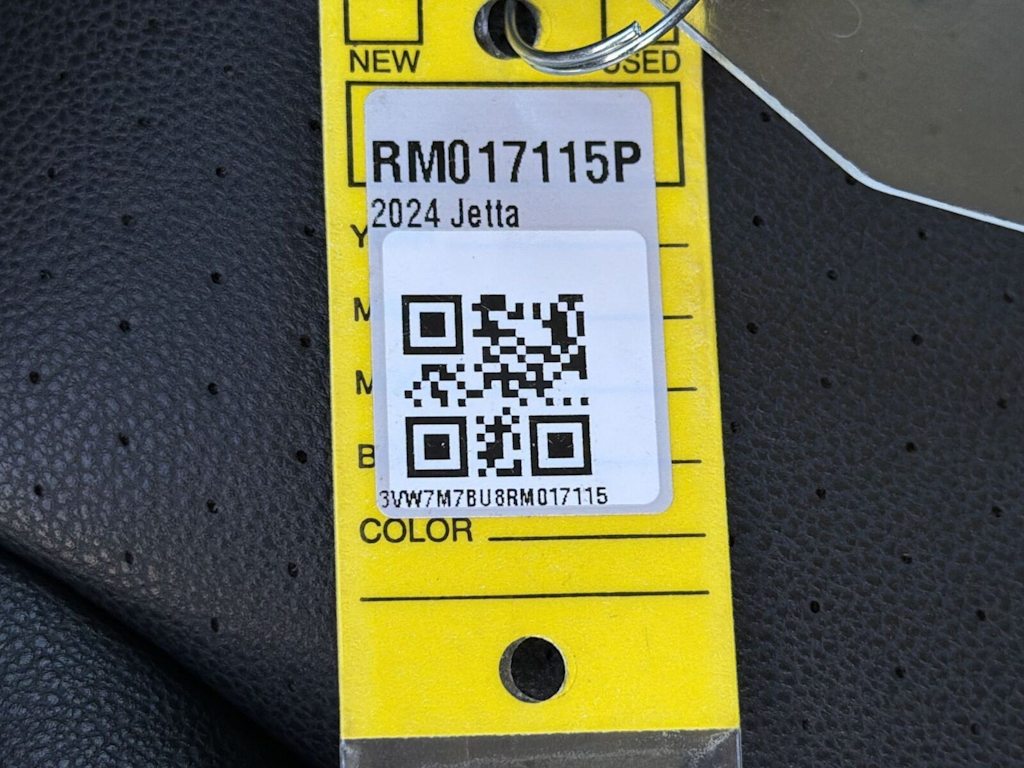 NEW USED
RM017115P
2024 Jetta
Y
M
M
B
3VW7M7BU8RM017115
COLOR